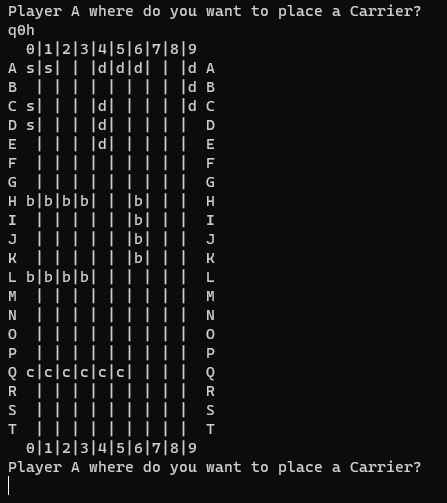 Player A where do you want to place a Carrier?
q0h
  0|1|2|3|4|5|6|7|8|9
A s|s| | |d|d|d| | |d A
B  | | | | | | | | |d B
C s| | | |d| | | | |d C
D s| | | |d| | | | |  D
E  | | | |d| | | | |  E
F  | | | | | | | | |  F
G  | | | | | | | | |  G
H b|b|b|b| | |b| | |  H
I  | | | | | |b| | |  I
J  | | | | | |b| | |  J
K  | | | | | |b| | |  K
L b|b|b|b| | | | | |  L
M  | | | | | | | | |  M
N  | | | | | | | | |  N
O  | | | | | | | | |  O
P  | | | | | | | | |  P
Q c|c|c|c|c|c| | | |  Q
R  | | | | | | | | |  R
S  | | | | | | | | |  S
T  | | | | | | | | |  T
  0|1|2|3|4|5|6|7|8|9
Player A where do you want to place a Carrier?